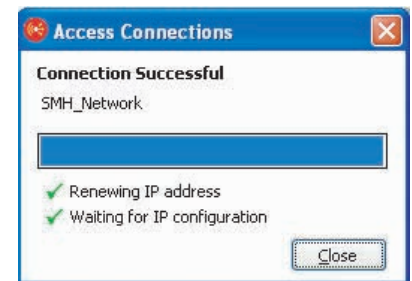 Access Connections
Connection Successful
SMH_Network
Renewing IP address
Waiting for IP configuration
Close